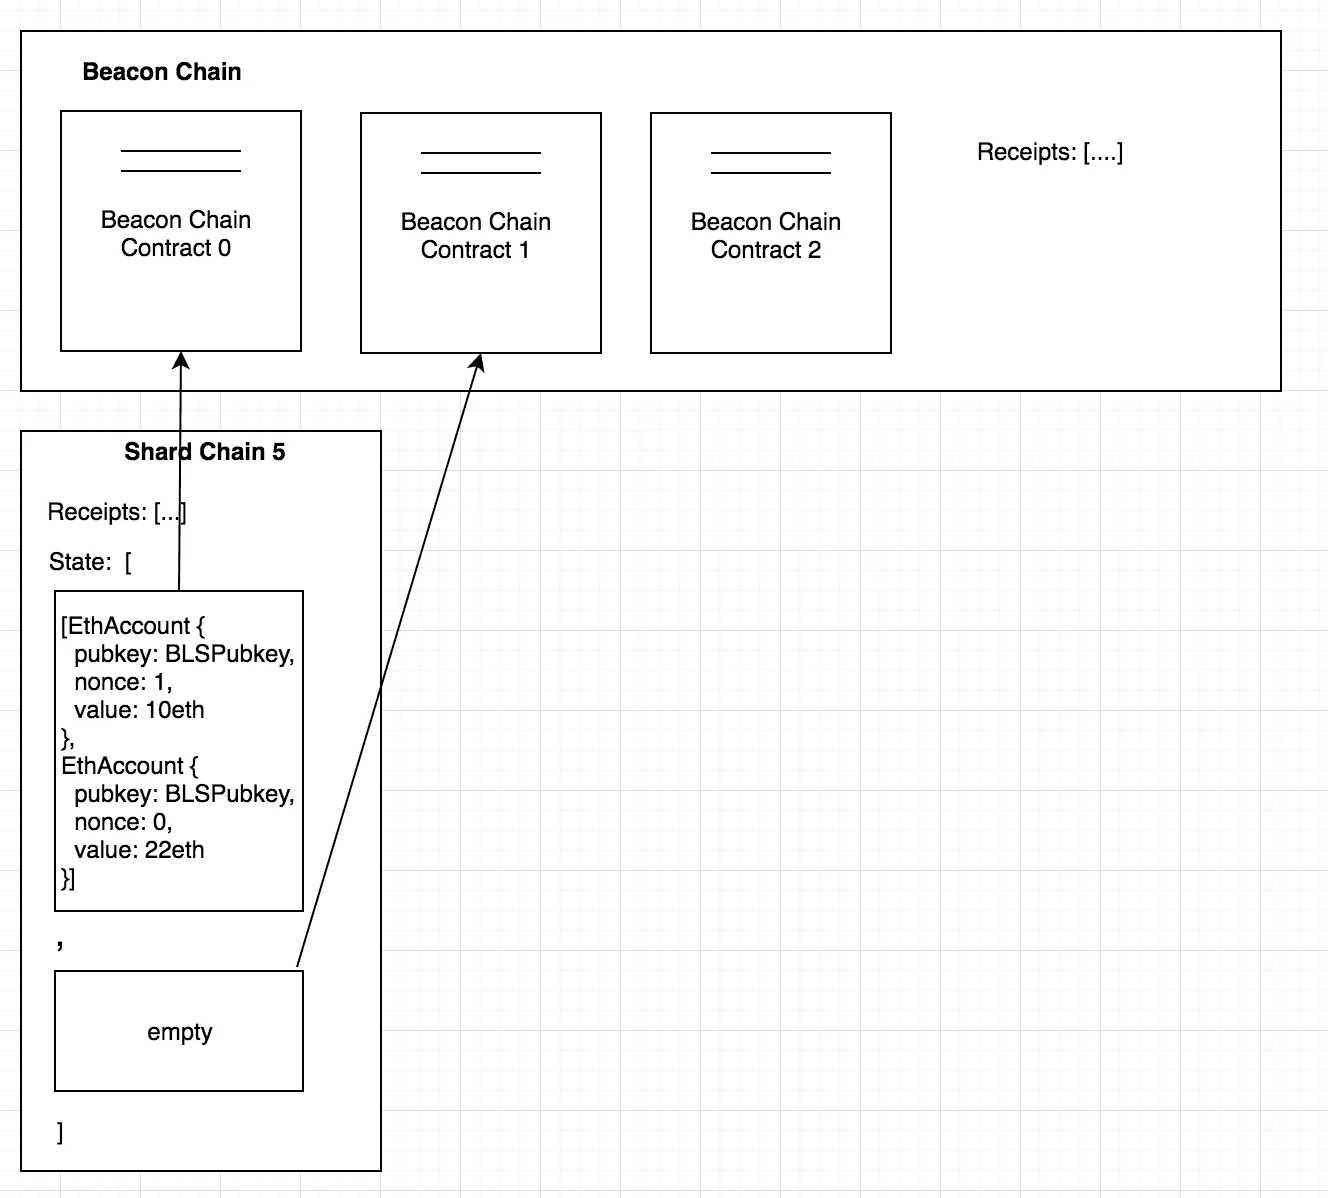 Beacon Chain
Beacon Chain
Contract 0
Beacon Chain
Contract 1
Beacon Chain
Contract 2
Receipts: [....]
Shard Chain 5
Receipts: [...]
State: [
[EthAccount {
pubkey: BLSPubkey,
nonce: 1,
value: 10eth
},
EthAccount {
pubkey: BLSPubkey,
nonce: 0,
value: 22eth
}]
,
empty
]